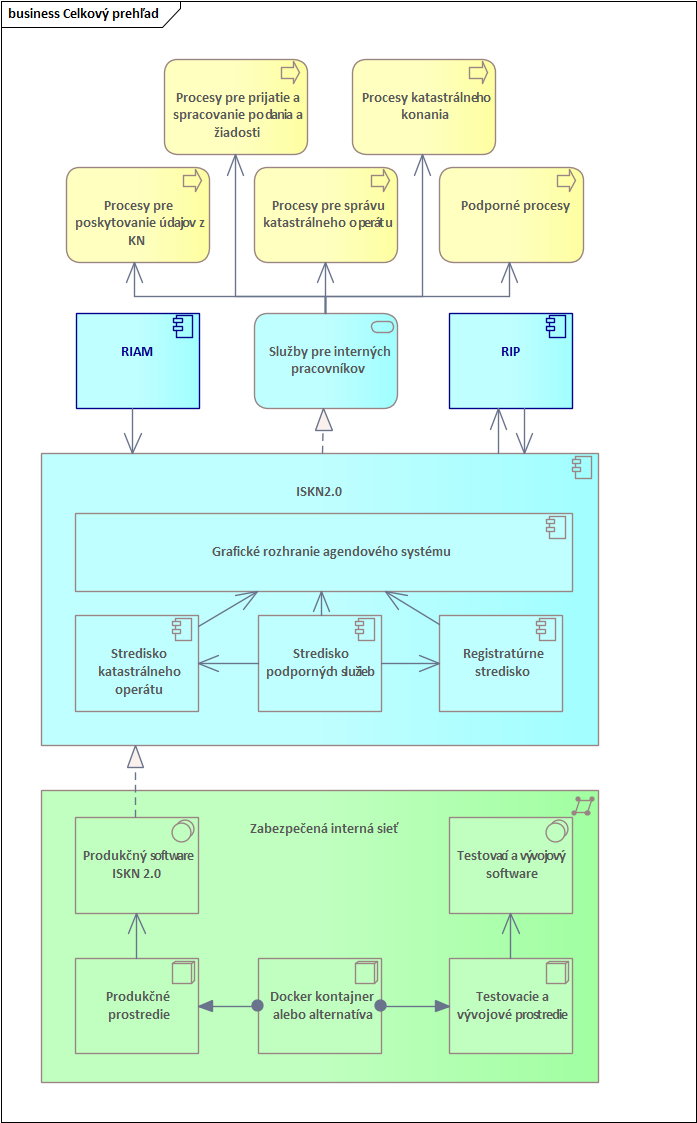 business Celkový prehľad
Procesy pre prijatie a
spracovanie podania a
žiadosti
Procesy katastrálneho
konania
Procesy pre
poskytovanie údajov z
KN
Procesy pre správu
katastrálneho operátu
Podporné procesy
RIAM
Služby pre interných
pracovníkov
RIP
ISKN2.0
Grafické rozhranie agendového systému
Stredisko
katastrálneho
operátu
Stredisko
podporných služieb
Registratúrne
stredisko
Zabezpečená interná sieť
Produkčný software
ISKN 2.0
Testovací a vývojový
software
Produkčné
prostredie
Docker kontajner
alebo alternatíva
Testovacie a
vývojové prostredie